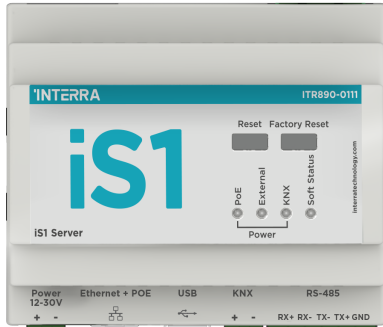 INTERRA
ITR890-0111
iS1
Reset Factory Reset
PoE
External
KNX
Soft Status
Power
interratechnology.com
iS1 Server
Power Ethernet + POE USB KNX RS-485
12-30V
+ - + - RX+ RX- TX- TX+ GND